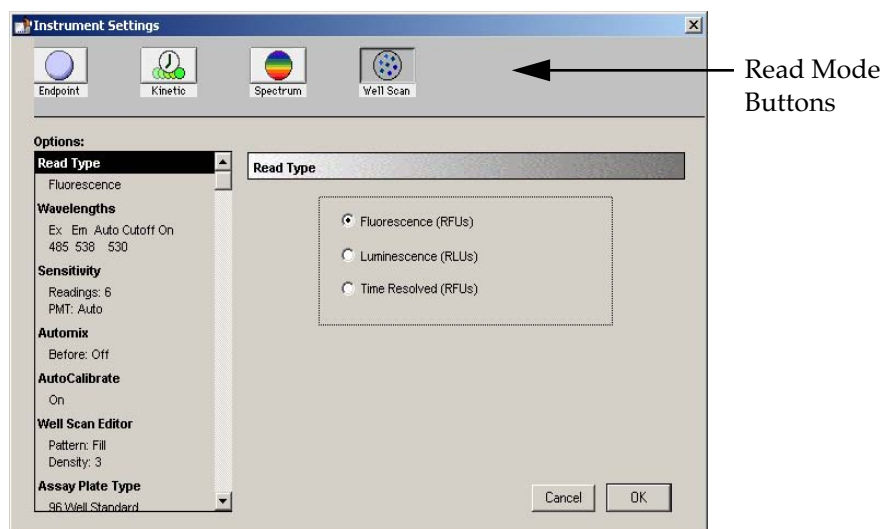 Instrument Settings
Endpoint
Kinetic
Spectrum
Well Scan
Read Mode
Buttons
Options:
Read Type
Fluorescence
Wavelengths
Ex Em Auto Cutoff On
485 538 530
Sensitivity
Readings: 6
PMT: Auto
Automix
Before: Off
AutoCalibrate
On
Well Scan Editor
Pattern: Fill
Density: 3
Assay Plate Type
96 Well Standard
Read Type
Fluorescence (RFUs)
Luminescence (RLUs)
Time Resolved (RFUs)
Cancel
OK